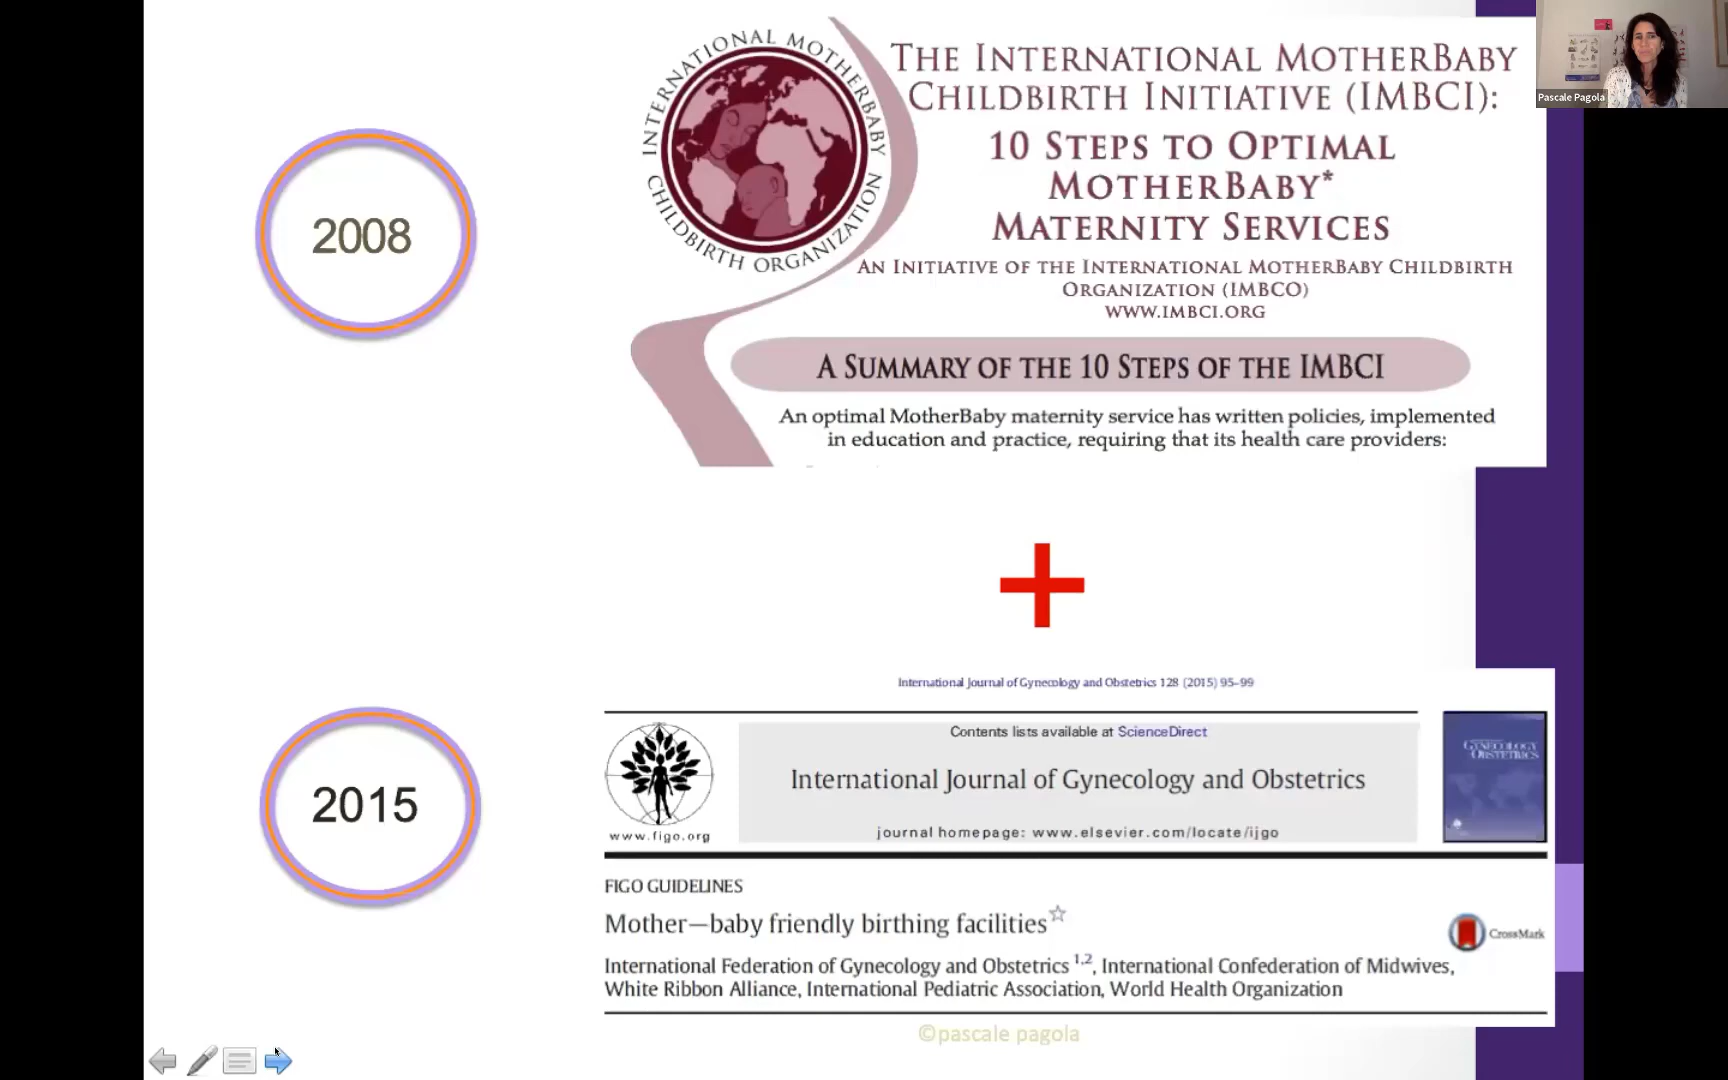 Pascale Pagola
INTERNATIONAL MOTHERBABY
CHILDBIRTH ORGANIZATION
THE INTERNATIONAL MOTHERBABY
CHILDBIRTH INITIATIVE (IMBCI):
10 STEPS TO OPTIMAL
MOTHERBABY*
MATERNITY SERVICES
AN INITIATIVE OF THE INTERNATIONAL MOTHERBABY CHILDBIRTH
ORGANIZATION (IMBCO)
WWW.IMBCI.ORG
2008
A SUMMARY OF THE 10 STEPS OF THE IMBCI
An optimal MotherBaby maternity service has written policies, implemented
in education and practice, requiring that its health care providers:
+
International Journal of Gynecology and Obstetrics 128 (2015) 95–99
2015
www.figo.org
Contents lists available at ScienceDirect
International Journal of Gynecology and Obstetrics
journal homepage: www.elsevier.com/locate/ijgo
GYNECOLOGY
OBSTETRICS
FIGO GUIDELINES
Mother—baby friendly birthing facilities☆
CrossMark
International Federation of Gynecology and Obstetrics 1,2, International Confederation of Midwives,
White Ribbon Alliance, International Pediatric Association, World Health Organization
©pascale pagola